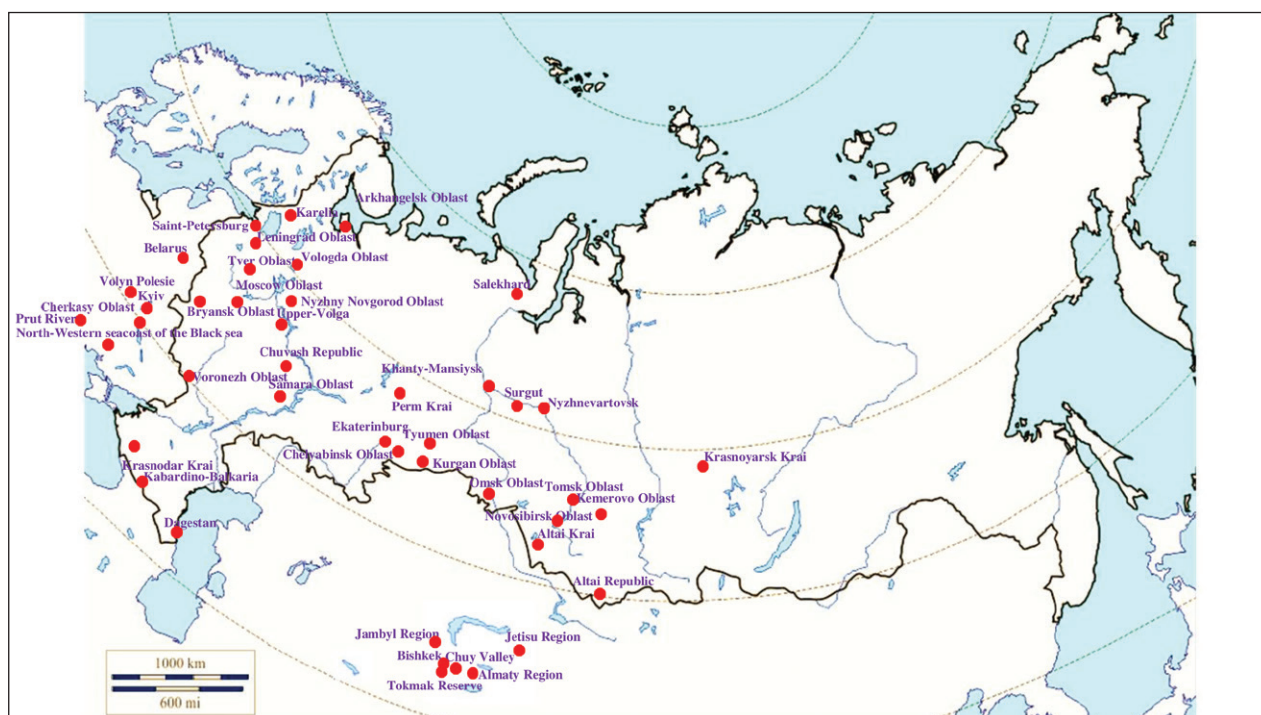 Arkhangelsk Oblast
Karelia
Saint-Petersburg
Leningrad Oblast
Belarus
Tver Oblast
Vologda Oblast
Volyn Polesie
Moscow Oblast
Salekhard
Kyiv
Nyzhny Novgorod Oblast
Cherkasy Oblast
Bryansk Oblast
Upper-Volga
Prut River
North-Western seacoast of the Black sea
Chuvash Republic
Khanty-Mansiysk
Voronezh Oblast
Samara Oblast
Surgut
Perm Krai
Nyzhnevartovsk
Ekaterinburg
Tyumen Oblast
Chelyabinsk Oblast
Kurgan Oblast
Krasnoyarsk Krai
Krasnodar Krai
Kabardino-Balkaria
Omsk Oblast
Tomsk Oblast
Kemerovo Oblast
Novosibirsk Oblast
Dagestan
Altai Krai
Altai Republic
Jambyl Region
Jetisu Region
Bishkek
Chuy Valley
Almaty Region
Tokmak Reserve
1000 km
600 mi